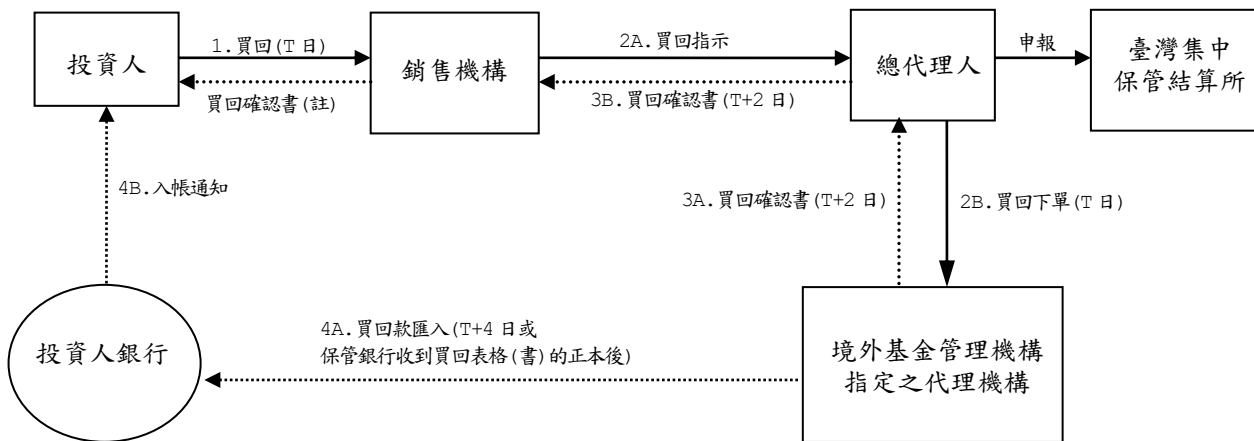 投資人
1.買回(T 日)
買回確認書(註)
銷售機構
2A.買回指示
3B.買回確認書(T+2 日)
總代理人
申報
臺灣集中
保管結算所
4B.入帳通知
3A.買回確認書(T+2 日)
2B.買回下單(T 日)
投資人銀行
4A.買回款匯入(T+4 日或
保管銀行收到買回表格(書)的正本後)
境外基金管理機構
指定之代理機構